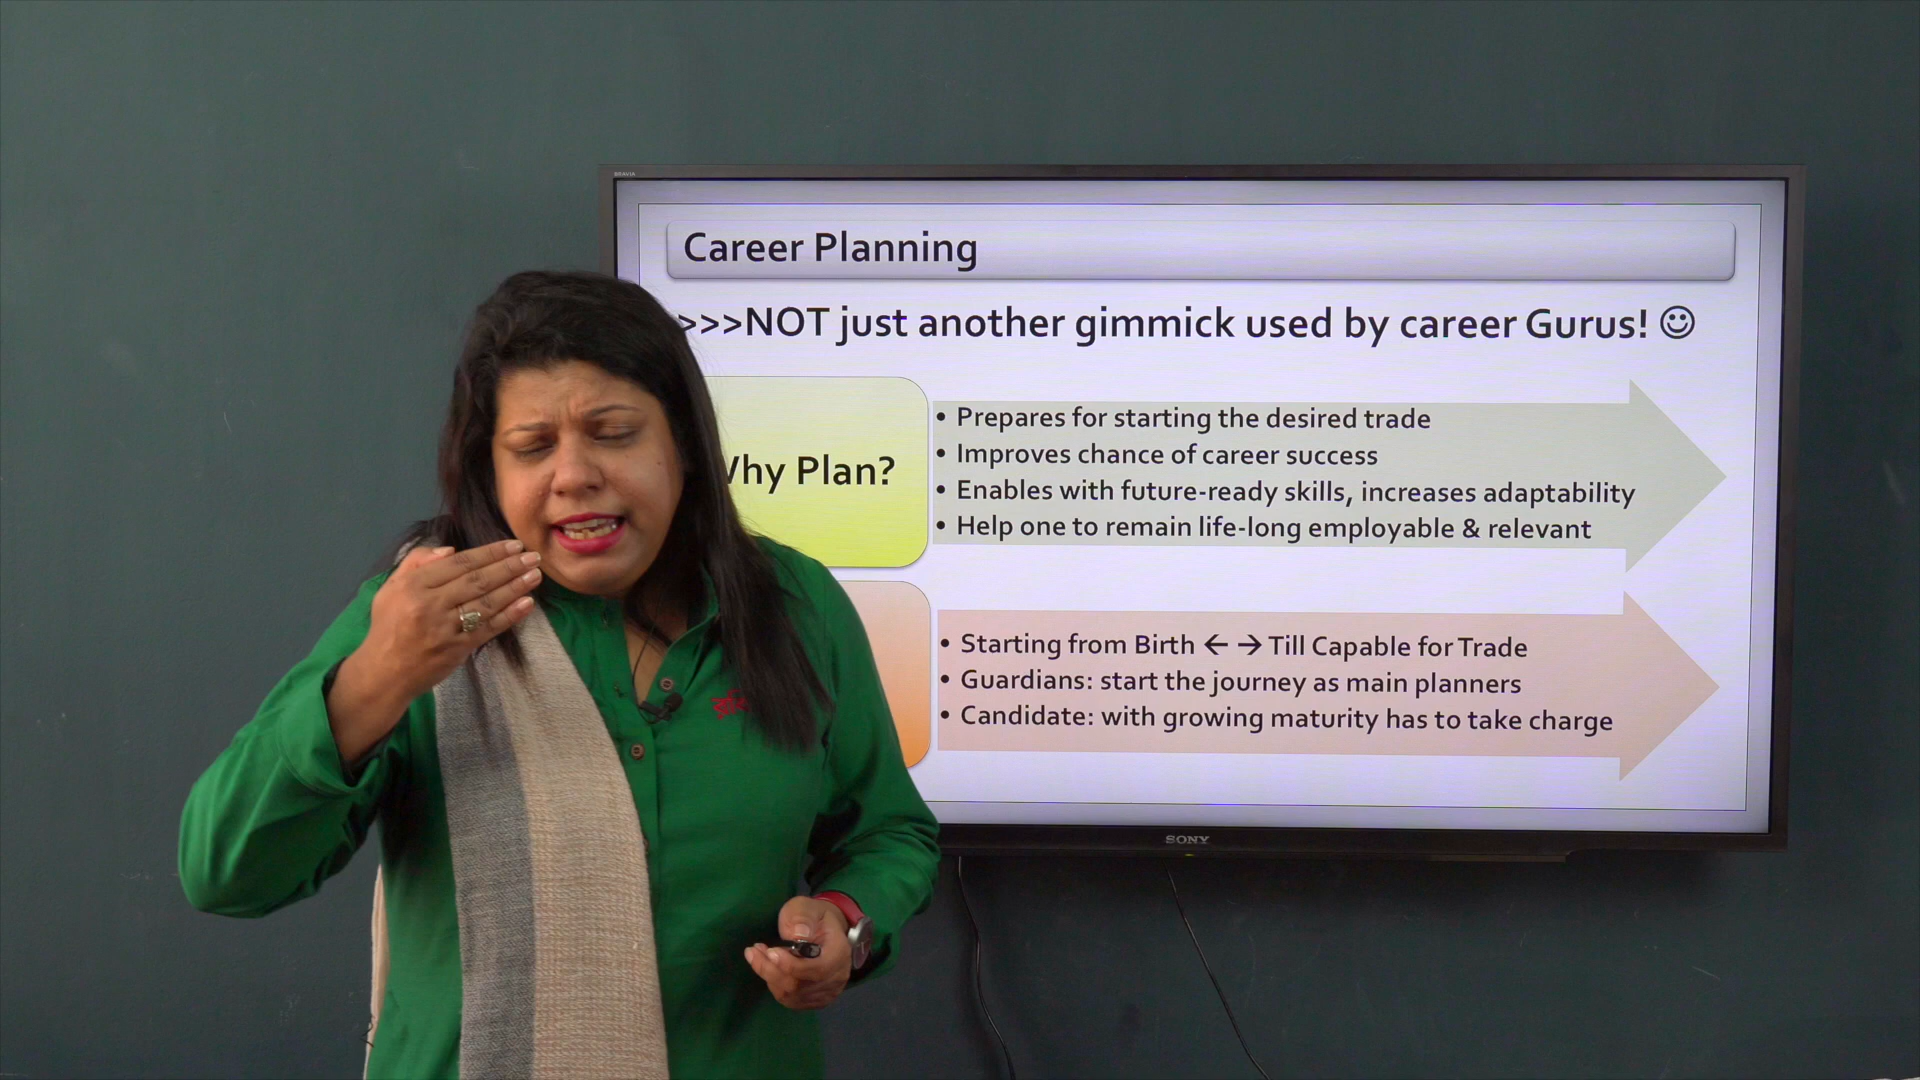 BRAVIA
Career Planning
>>>NOT just another gimmick used by career Gurus! ☺
Why Plan?
• Prepares for starting the desired trade
• Improves chance of career success
• Enables with future-ready skills, increases adaptability
• Help one to remain life-long employable & relevant
• Starting from Birth ← → Till Capable for Trade
• Guardians: start the journey as main planners
• Candidate: with growing maturity has to take charge
SONY